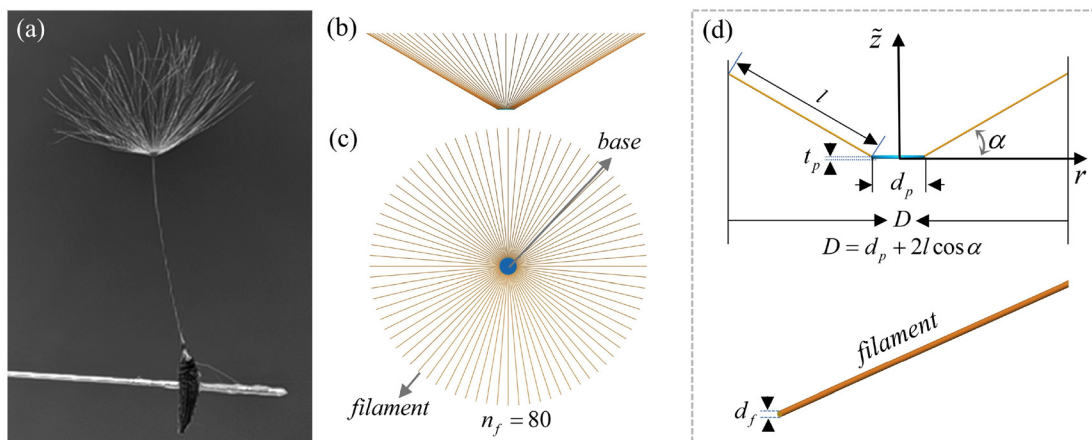 (a)
(b)
(c)
base
filament
n_f = 80
(d)
z̃
l
α
t_p
r
d_p
D
D = d_p + 2l cos α
filament
d_f